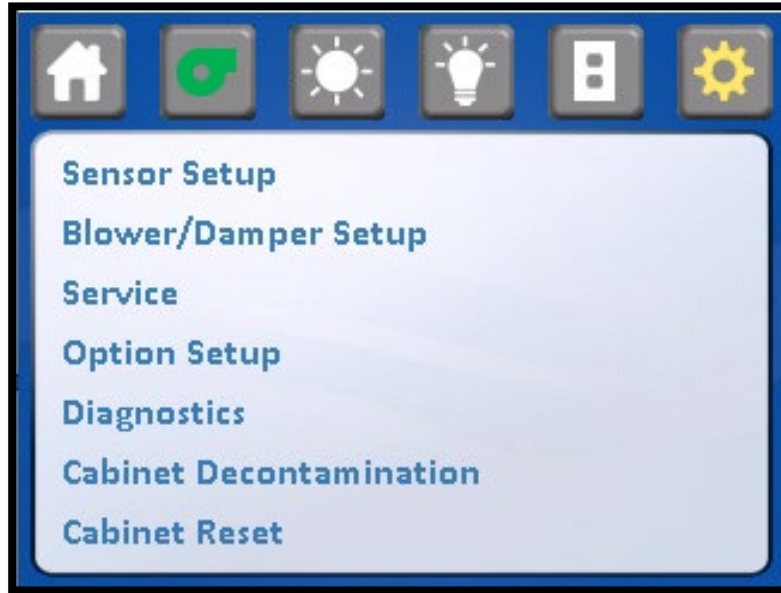 Sensor Setup
Blower/Damper Setup
Service
Option Setup
Diagnostics
Cabinet Decontamination
Cabinet Reset